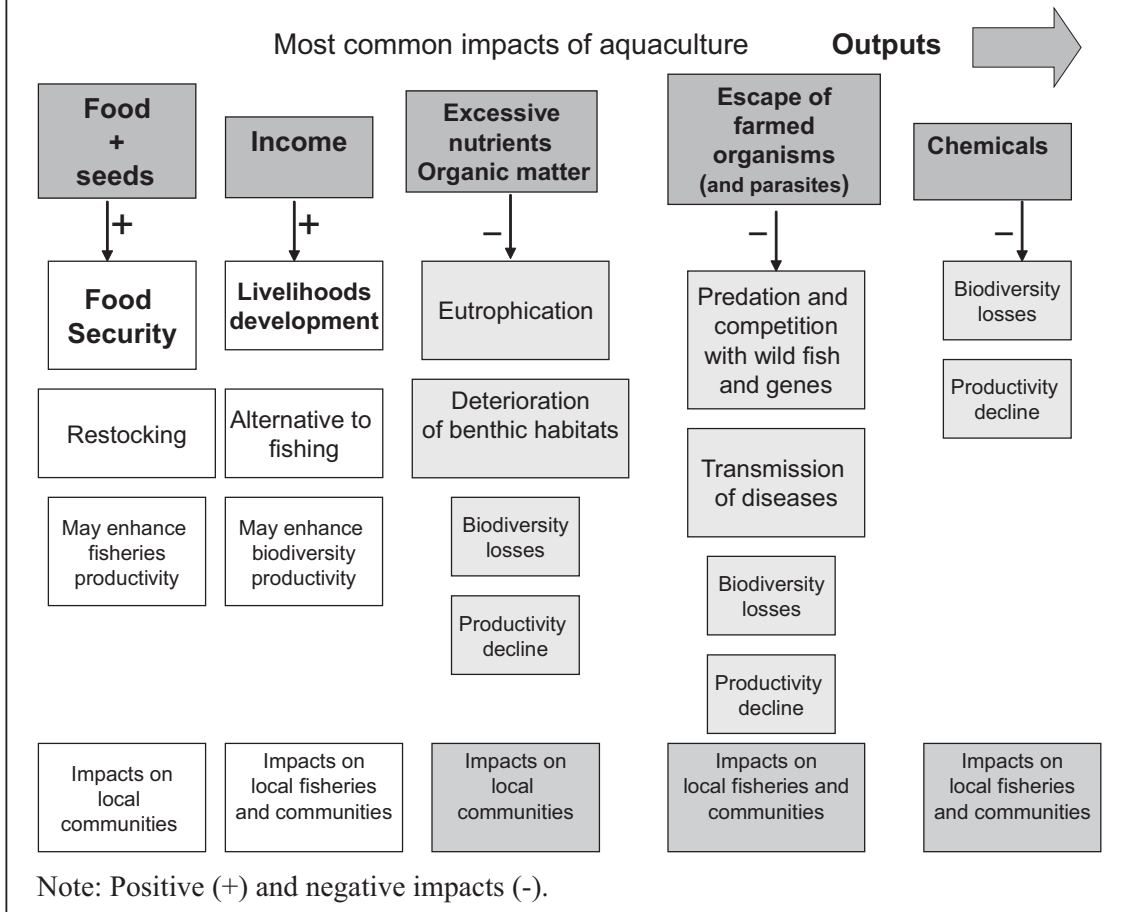 Most common impacts of aquaculture
Outputs
Food
+
seeds
+
Food
Security
Restocking
May enhance
fisheries
productivity
Impacts on
local
communities
Income
+
Livelihoods
development
Alternative to
fishing
May enhance
biodiversity
productivity
Impacts on
local fisheries
and communities
Excessive
nutrients
Organic matter
–
Eutrophication
Deterioration
of benthic habitats
Biodiversity
losses
Productivity
decline
Impacts on
local
communities
Escape of
farmed
organisms
(and parasites)
–
Predation and
competition
with wild fish
and genes
Transmission
of diseases
Biodiversity
losses
Productivity
decline
Impacts on
local fisheries and
communities
Chemicals
–
Biodiversity
losses
Productivity
decline
Impacts on
local fisheries
and communities
Note: Positive (+) and negative impacts (-).